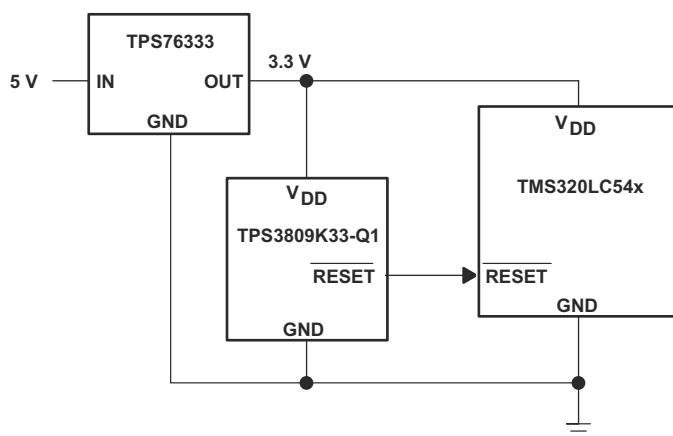 TPS76333
5 V
IN
OUT
3.3 V
GND
VDD
TMS320LC54x
VDD
TPS3809K33-Q1
RESET
RESET
GND
GND